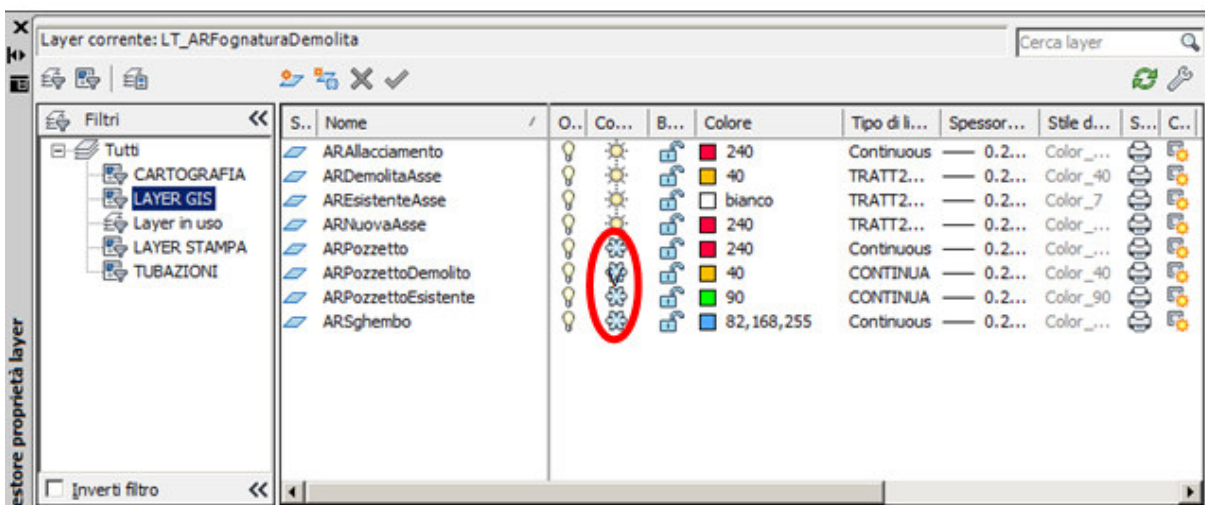 Layer corrente: LT_ARFognaturaDemolita
Cerca layer
Filtri
Tutti
CARTOGRAFIA
LAYER GIS
Layer in uso
LAYER STAMPA
TUBAZIONI
Inverti filtro
S.. Nome / O.. Co... B... Colore Tipo di li... Spessor... Stile d... S... C..
ARAllacciamento 240 Continuous 0.2... Color_...
ARDemolitaAsse 40 TRATT2... 0.2... Color_40
AREsistenteAsse bianco TRATT2... 0.2... Color_7
ARNuovaAsse 240 TRATT2... 0.2... Color_...
ARPozzetto 240 Continuous 0.2... Color_...
ARPozzettoDemolito 40 CONTINUA 0.2... Color_40
ARPozzettoEsistente 90 CONTINUA 0.2... Color_90
ARSghembo 82,168,255 Continuous 0.2... Color_...
estore proprietà layer